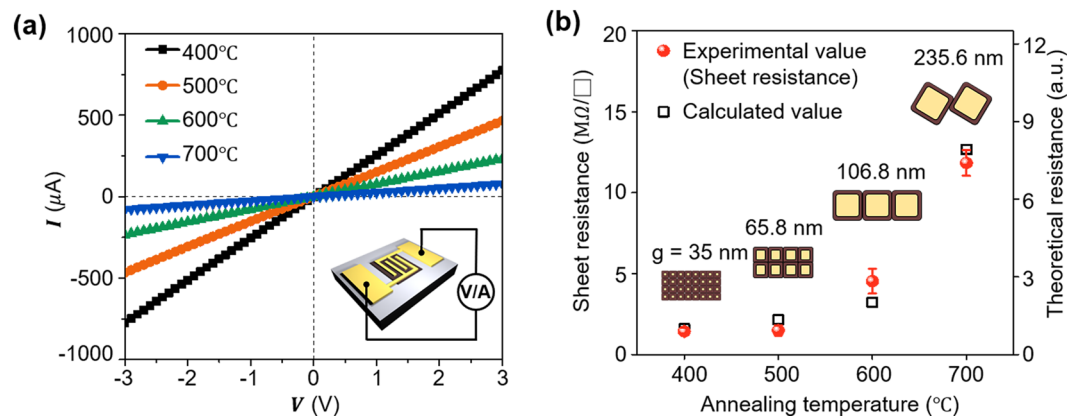 (a)
1000
500
0
-500
-1000
I (μA)
400℃
500℃
600℃
700℃
V/A
-3
-2
-1
0
1
2
3
V (V)
(b)
20
15
10
5
0
Sheet resistance (MΩ/□)
Experimental value
(Sheet resistance)
Calculated value
235.6 nm
106.8 nm
65.8 nm
g = 35 nm
12
9
6
3
0
Theoretical resistance (a.u.)
400
500
600
700
Annealing temperature (℃)